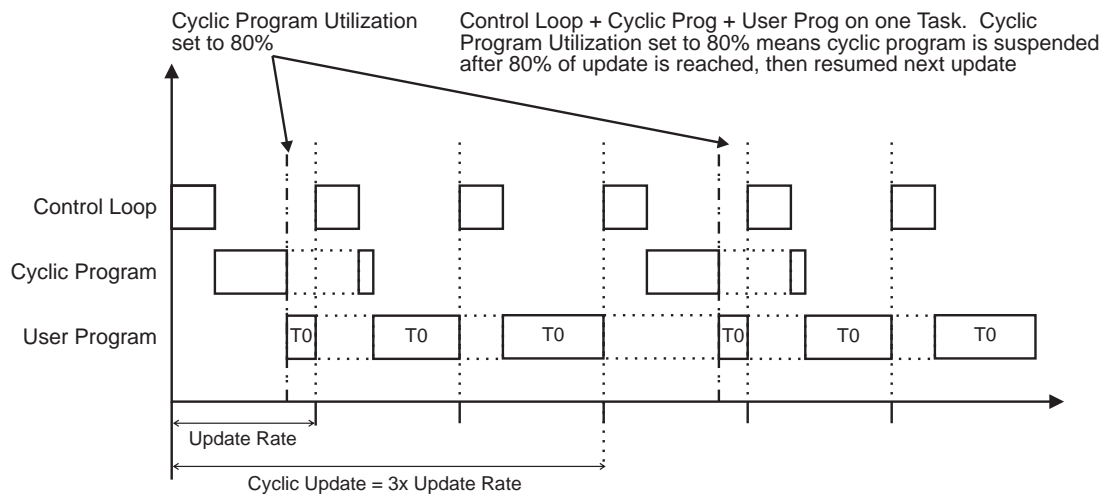 Cyclic Program Utilization
set to 80%
Control Loop + Cyclic Prog + User Prog on one Task. Cyclic
Program Utilization set to 80% means cyclic program is suspended
after 80% of update is reached, then resumed next update
Control Loop
Cyclic Program
User Program
T0
T0
T0
T0
T0
T0
Update Rate
Cyclic Update = 3x Update Rate